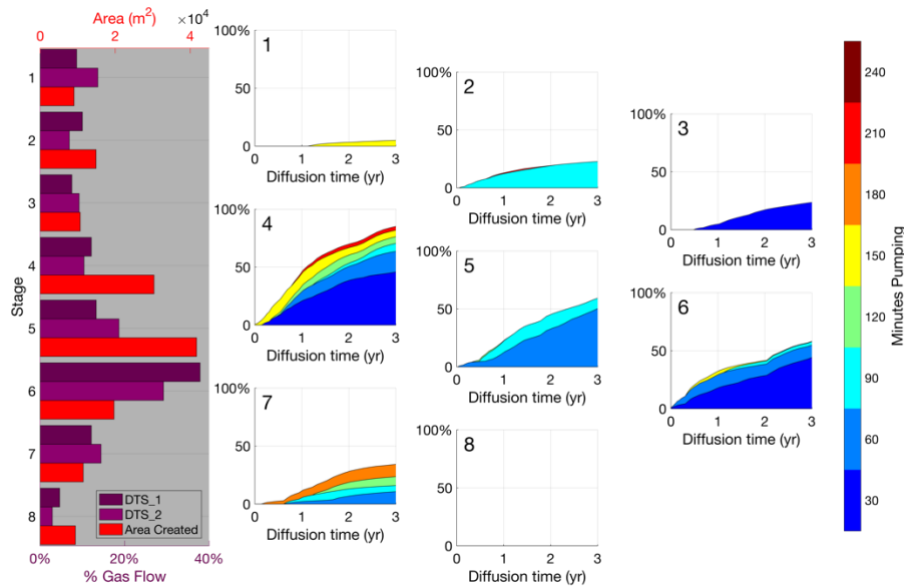 Area (m²) ×10⁴
0 2 4
Stage
1
2
3
4
5
6
7
8
DTS_1
DTS_2
Area Created
0% 20% 40%
% Gas Flow
1
100%
50
0
0 1 2 3
Diffusion time (yr)
2
100%
50
0
0 1 2 3
Diffusion time (yr)
3
100%
50
0
0 1 2 3
Diffusion time (yr)
4
100%
50
0
0 1 2 3
Diffusion time (yr)
5
100%
50
0
0 1 2 3
Diffusion time (yr)
6
100%
50
0
0 1 2 3
Diffusion time (yr)
7
100%
50
0
0 1 2 3
Diffusion time (yr)
8
100%
50
0
0 1 2 3
Diffusion time (yr)
240
210
180
150
120
90
60
30
Minutes Pumping